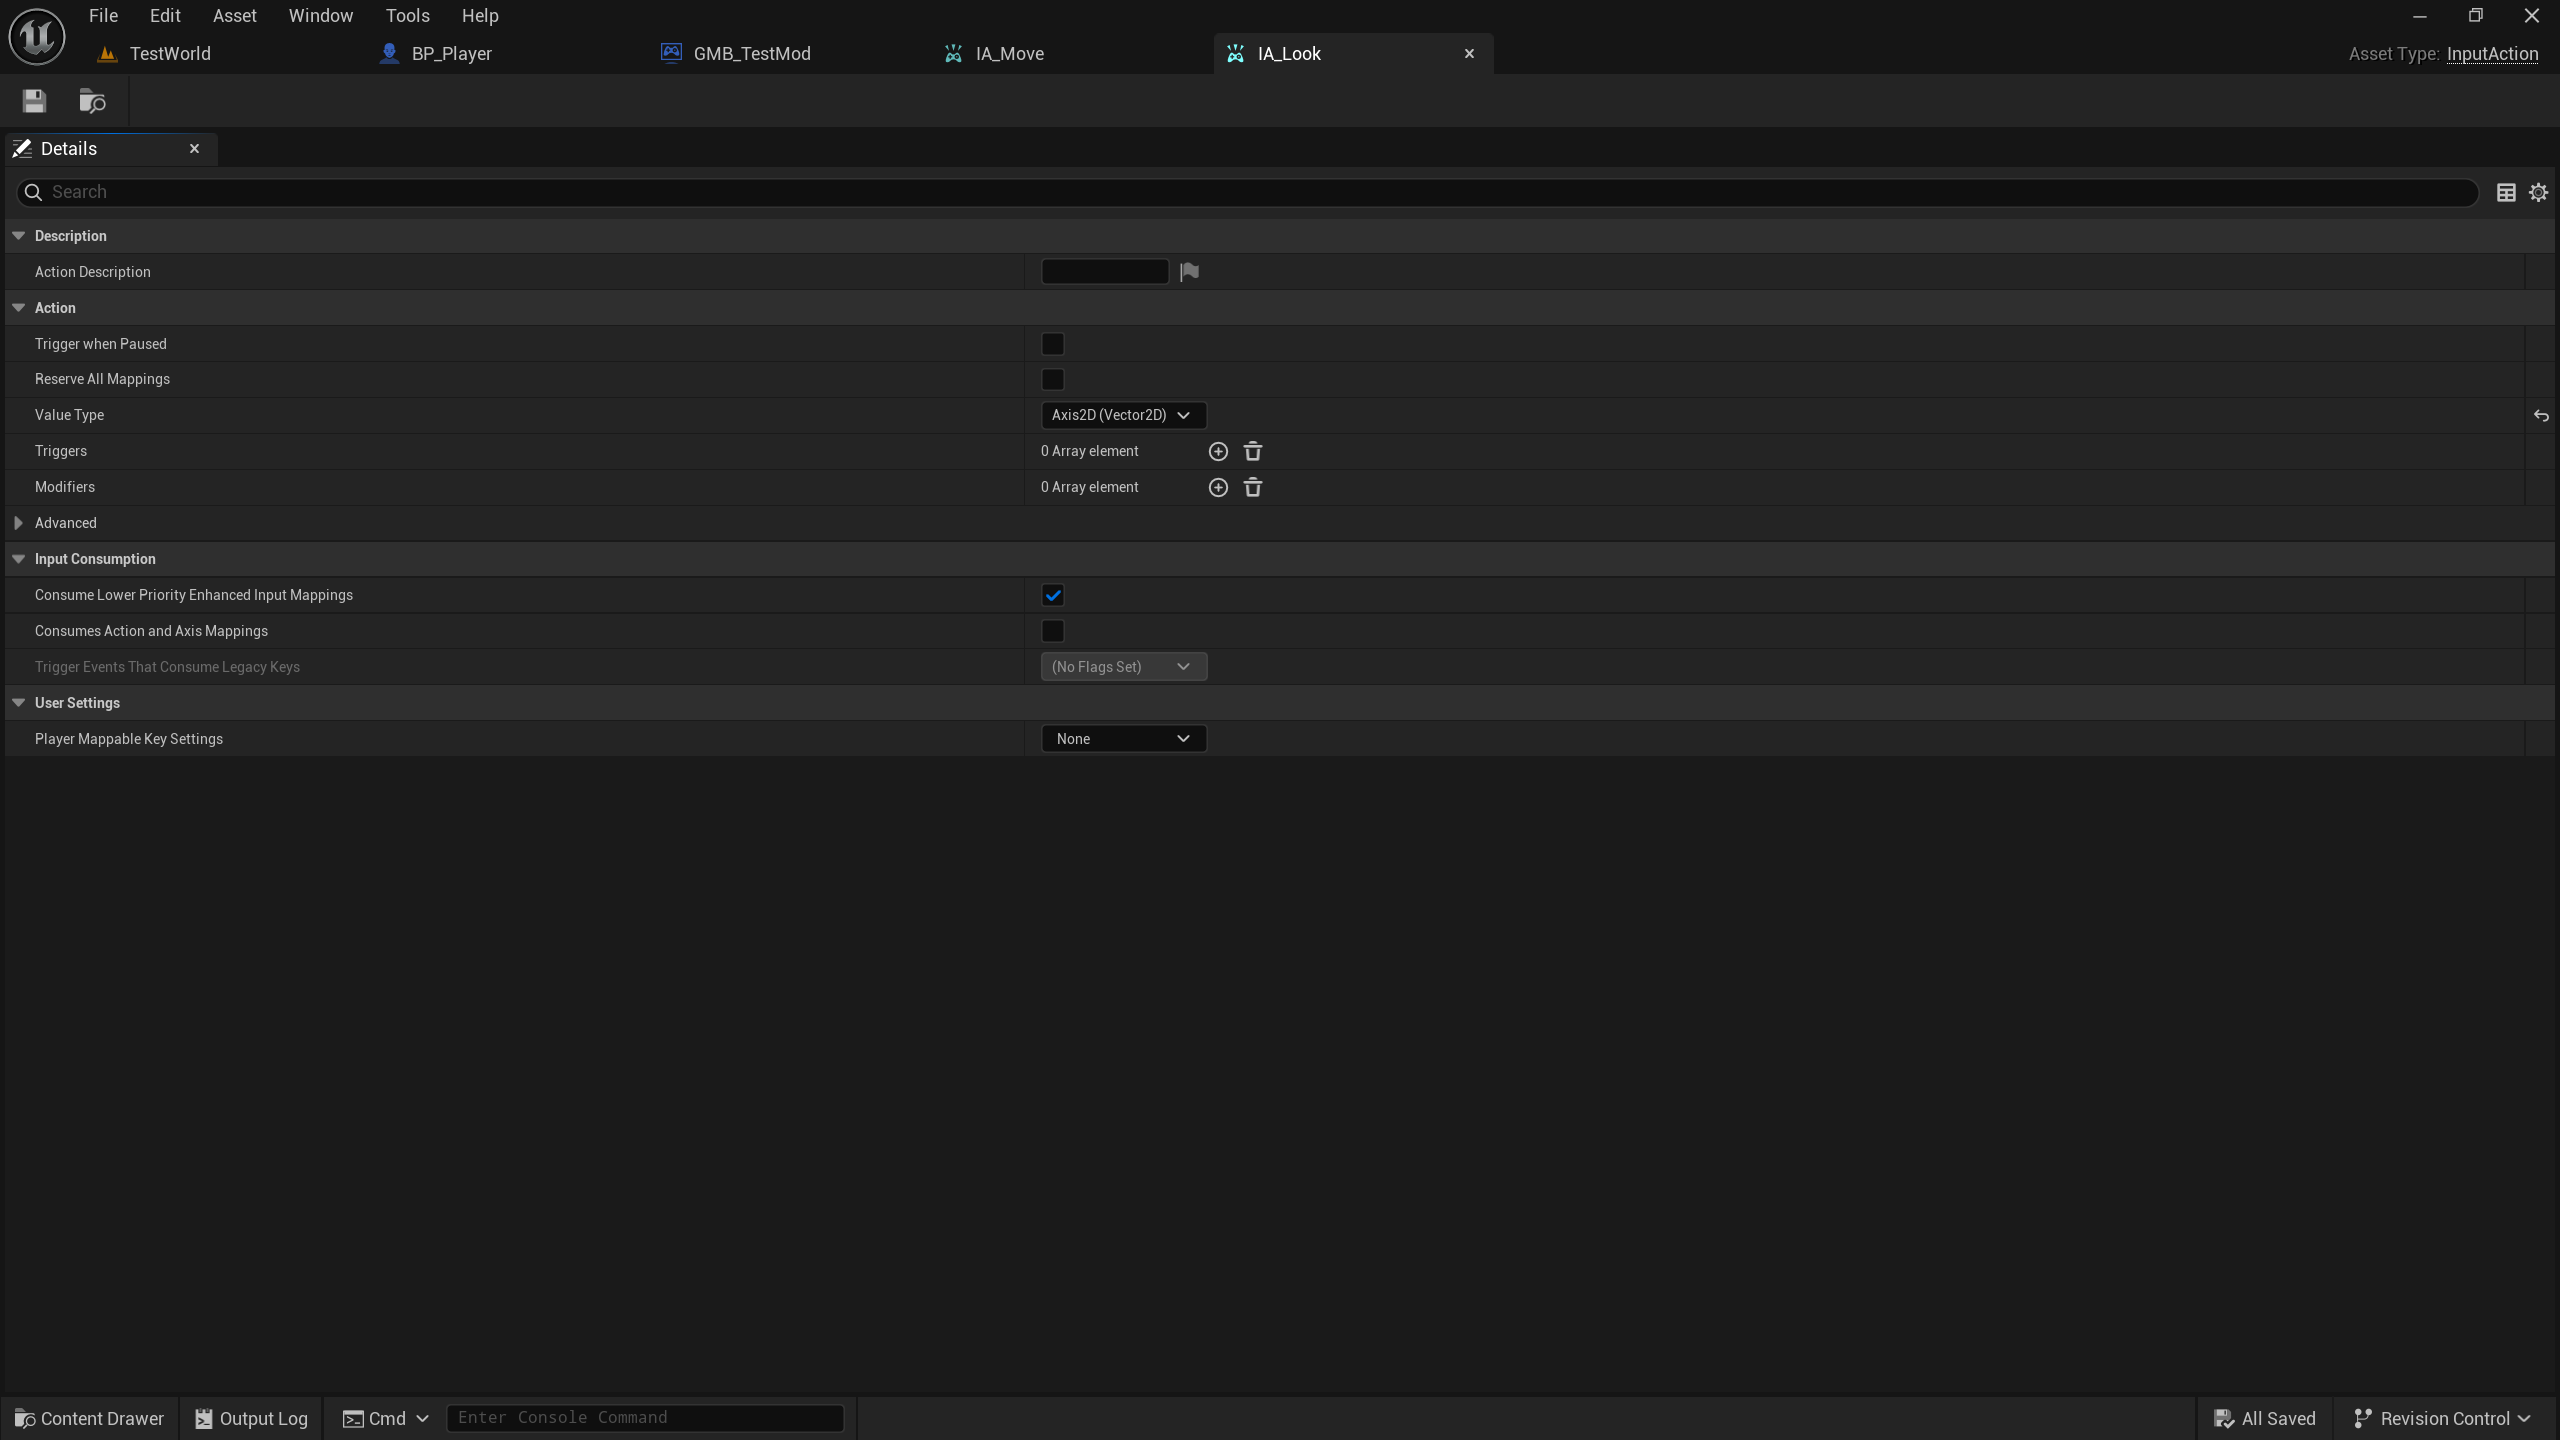 File Edit Asset Window Tools Help
TestWorld BP_Player GMB_TestMod IA_Move IA_Look Asset Type: InputAction
Details
Search
Description
Action Description
Action
Trigger when Paused
Reserve All Mappings
Value Type Axis2D (Vector2D)
Triggers 0 Array element
Modifiers 0 Array element
Advanced
Input Consumption
Consume Lower Priority Enhanced Input Mappings
Consumes Action and Axis Mappings
Trigger Events That Consume Legacy Keys (No Flags Set)
User Settings
Player Mappable Key Settings None
Content Drawer Output Log Cmd Enter Console Command All Saved Revision Control